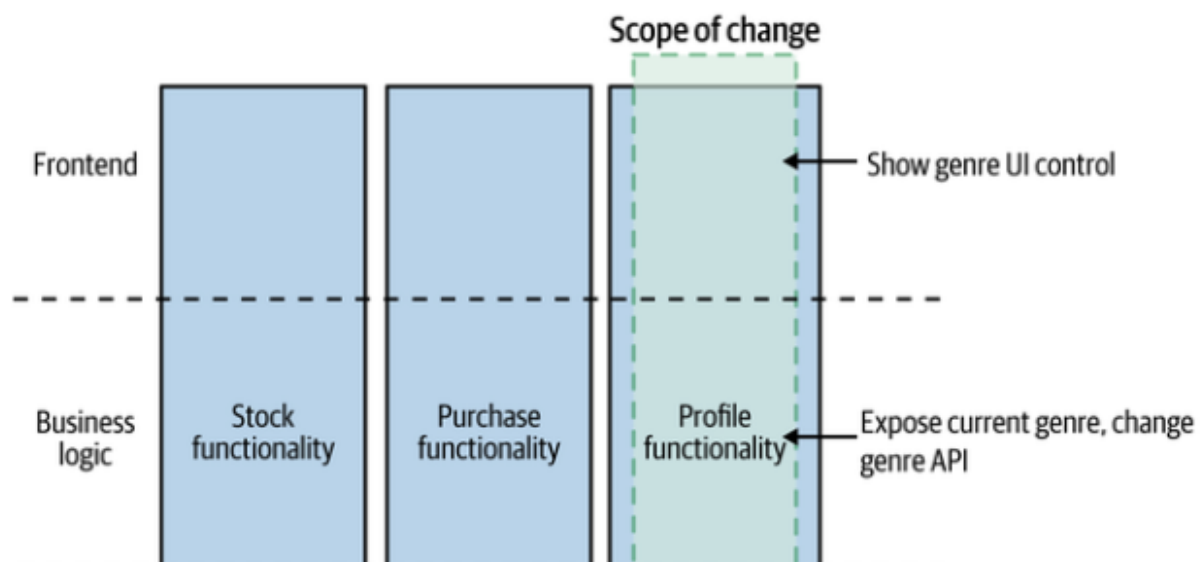 Scope of change
Frontend
Show genre UI control
Business
logic
Stock
functionality
Purchase
functionality
Profile
functionality
Expose current genre, change
genre API